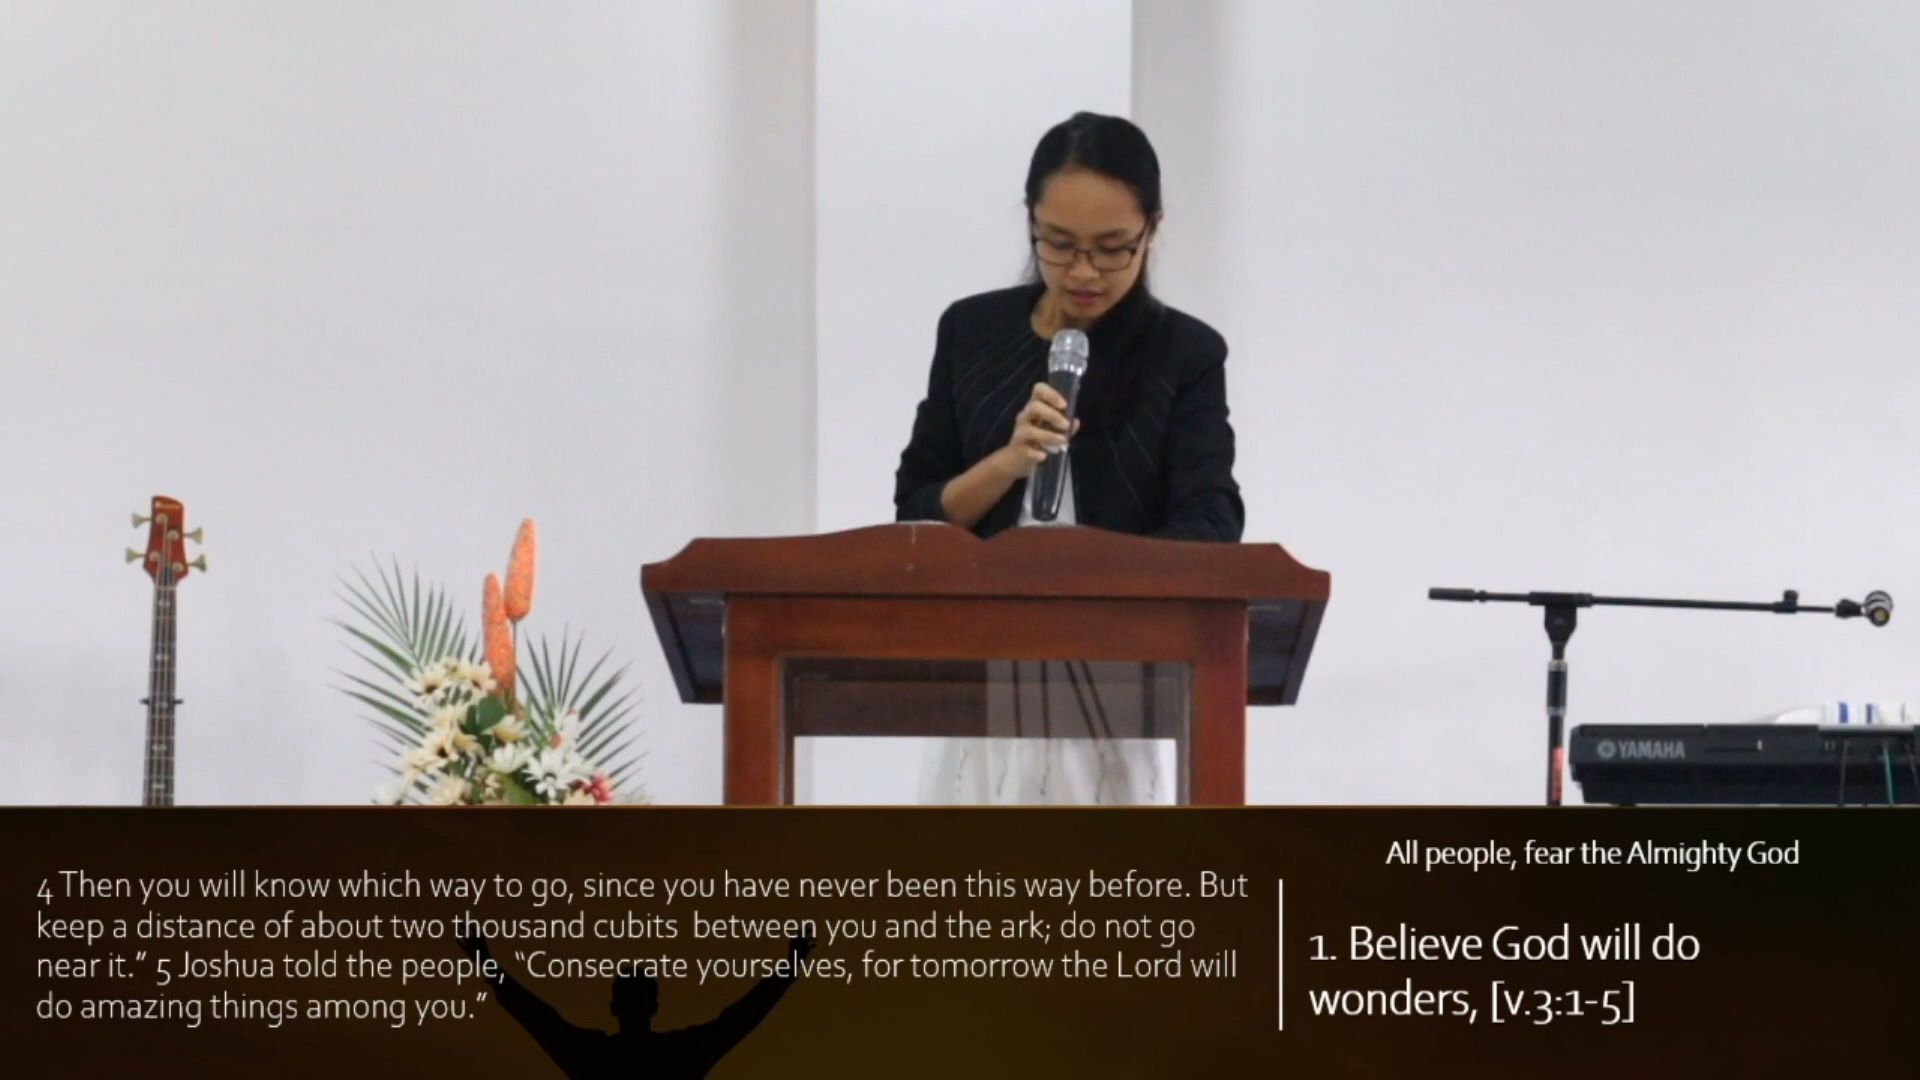 YAMAHA
All people, fear the Almighty God
4 Then you will know which way to go, since you have never been this way before. But
keep a distance of about two thousand cubits between you and the ark; do not go
near it.” 5 Joshua told the people, “Consecrate yourselves, for tomorrow the Lord will
do amazing things among you.”
1. Believe God will do
wonders, [v.3:1-5]